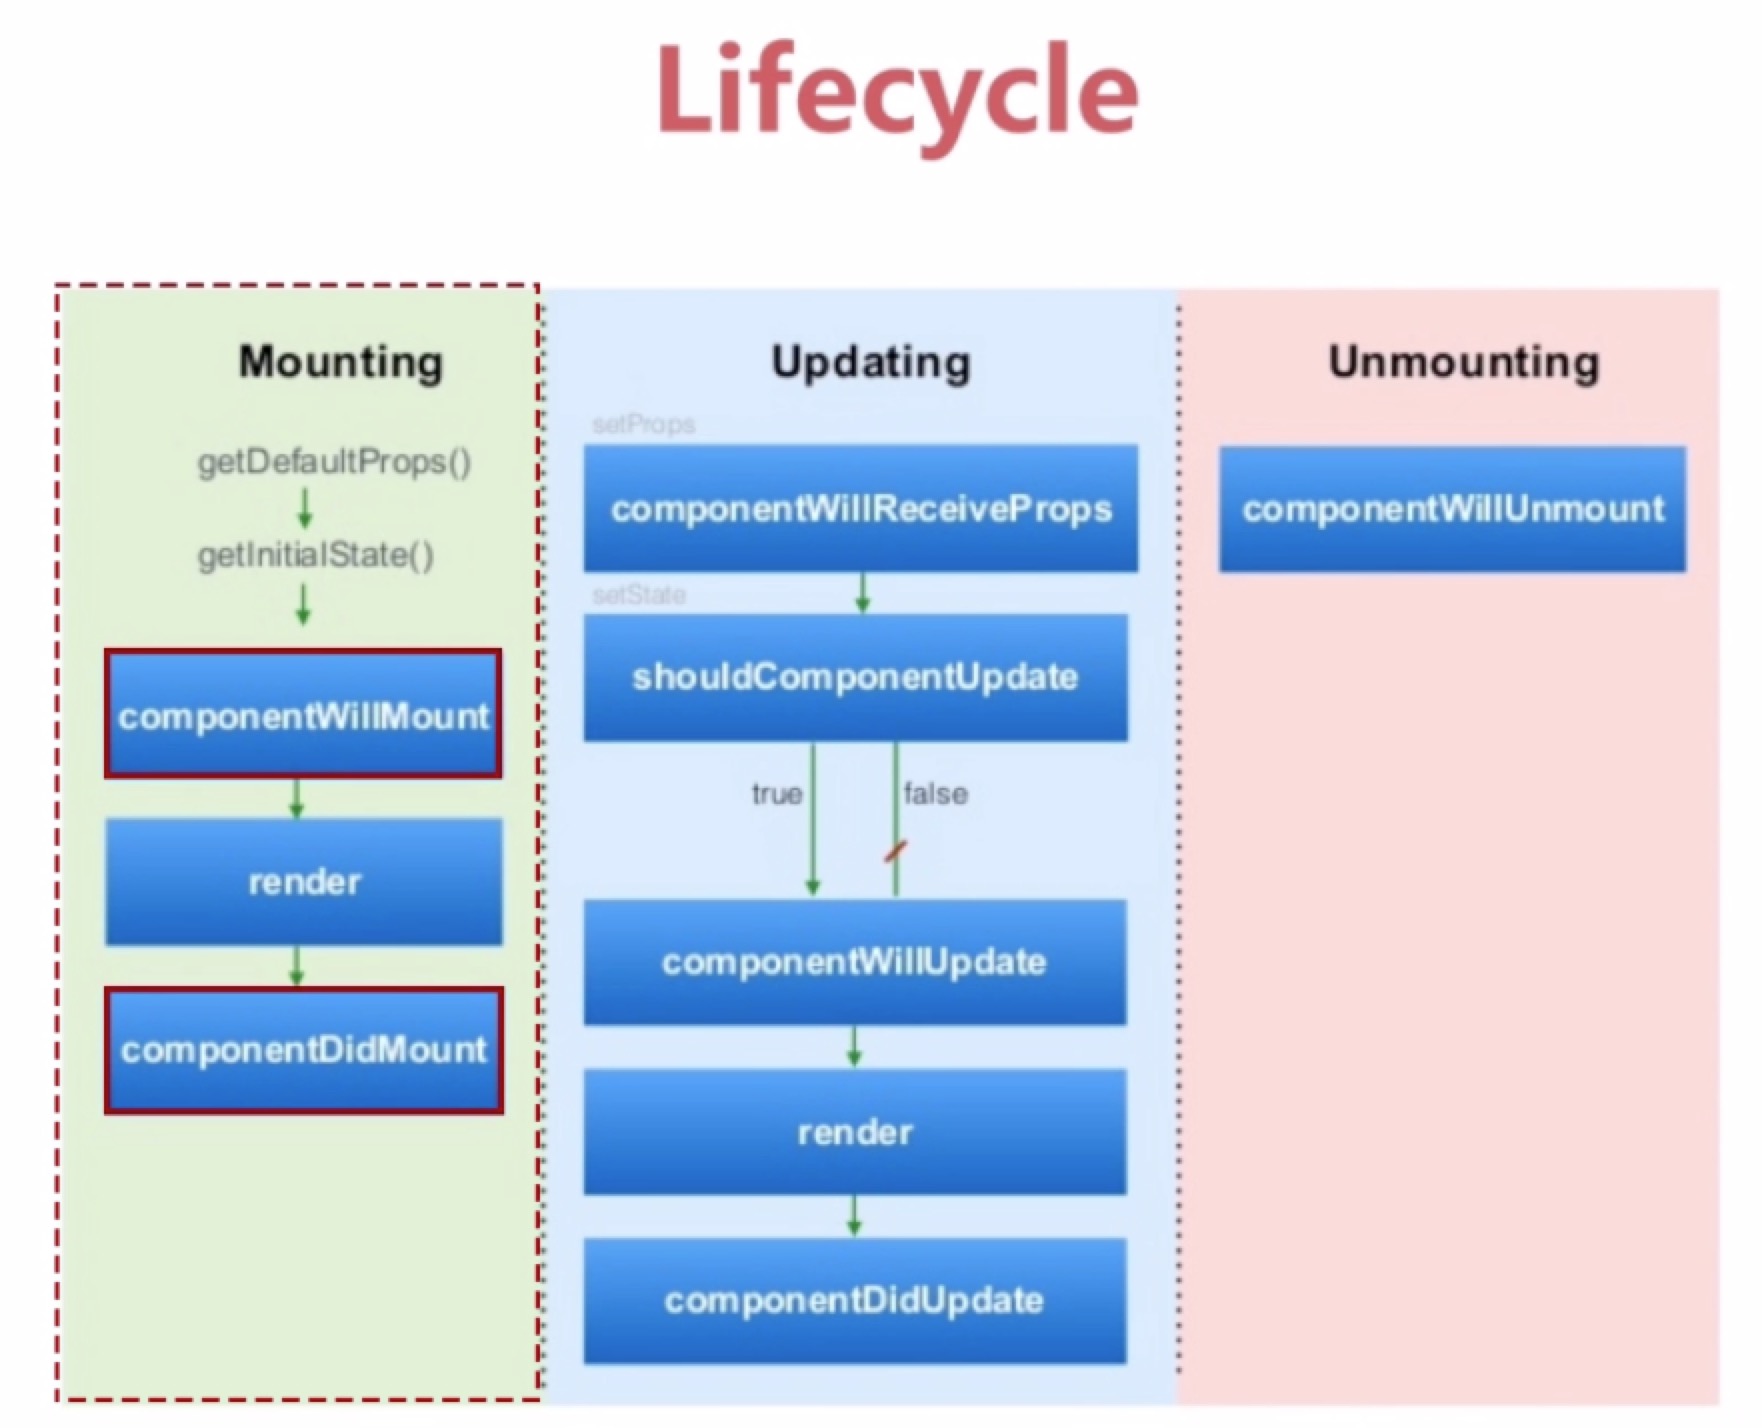 Lifecycle
Mounting
getDefaultProps()
getInitialState()
componentWillMount
render
componentDidMount
Updating
setProps
componentWillReceiveProps
setState
shouldComponentUpdate
true
false
componentWillUpdate
render
componentDidUpdate
Unmounting
componentWillUnmount